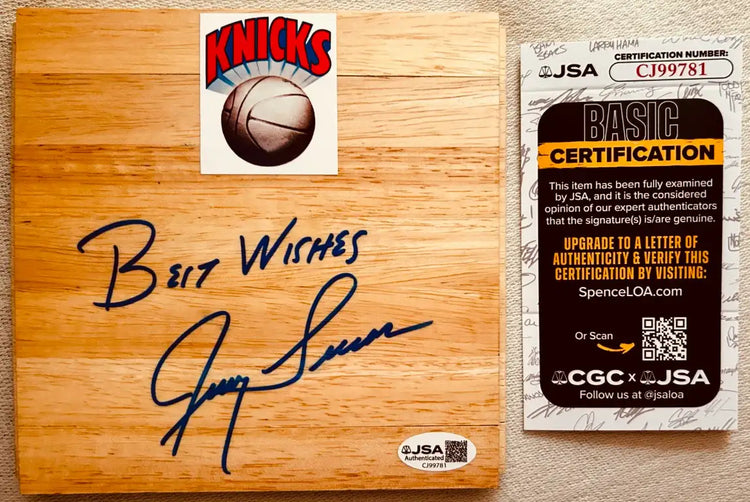 KNICKS
BEST WISHES
Jerry Lucas
JSA
Authenticated
CJ99781
LARRY HAMA
JSA
CERTIFICATION NUMBER:
CJ99781
BASIC
CERTIFICATION
This item has been fully examined
by JSA, and it is the considered
opinion of our expert authenticators
that the signature(s) is/are genuine.
UPGRADE TO A LETTER OF
AUTHENTICITY & VERIFY THIS
CERTIFICATION BY VISITING:
SpenceLOA.com
Or Scan
CGC x JSA
Follow us at @jsaloa